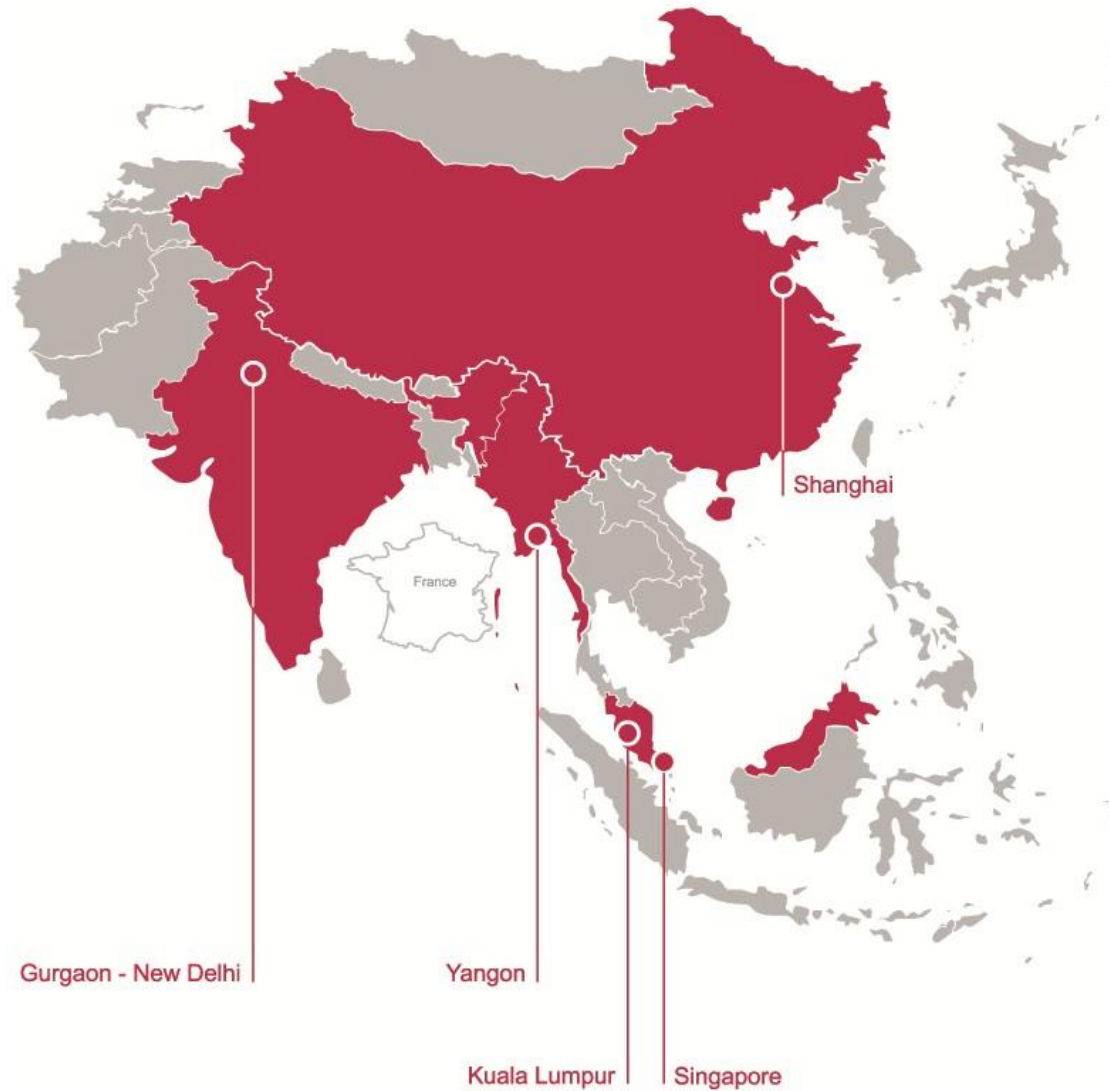 Shanghai
France
Gurgaon - New Delhi
Yangon
Kuala Lumpur
Singapore